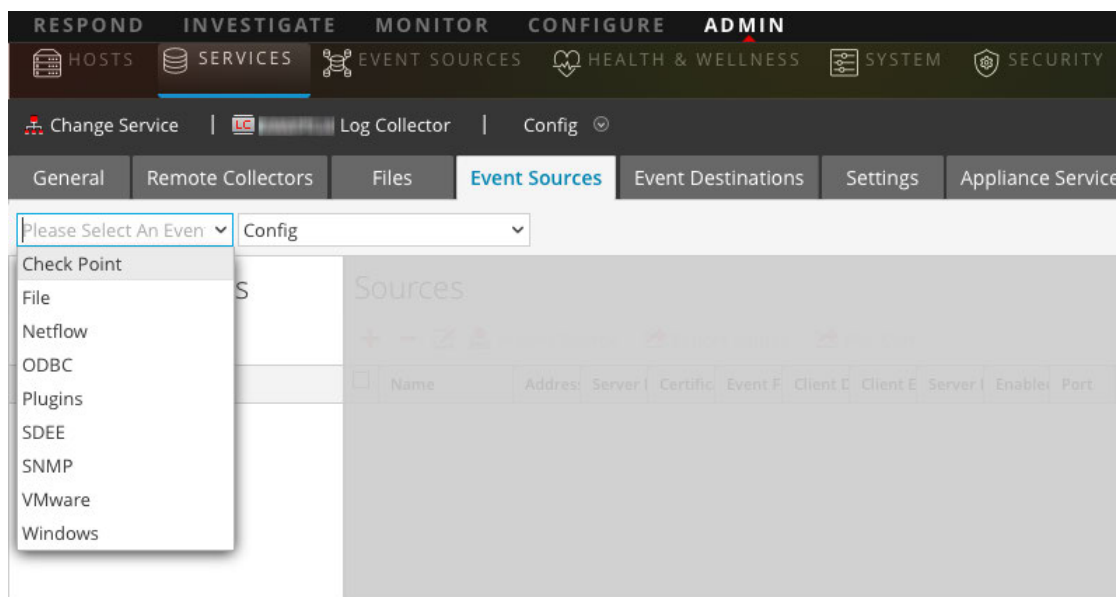 RESPOND INVESTIGATE MONITOR CONFIGURE ADMIN
HOSTS SERVICES EVENT SOURCES HEALTH & WELLNESS SYSTEM SECURITY
Change Service | LC Log Collector | Config
General Remote Collectors Files Event Sources Event Destinations Settings Appliance Service
Please Select An Even Config
Check Point
s Sources
File
Netflow
ODBC
Name Address Server Certific Event F Client D Client E Server Enabled Port
Plugins
SDEE
SNMP
VMware
Windows